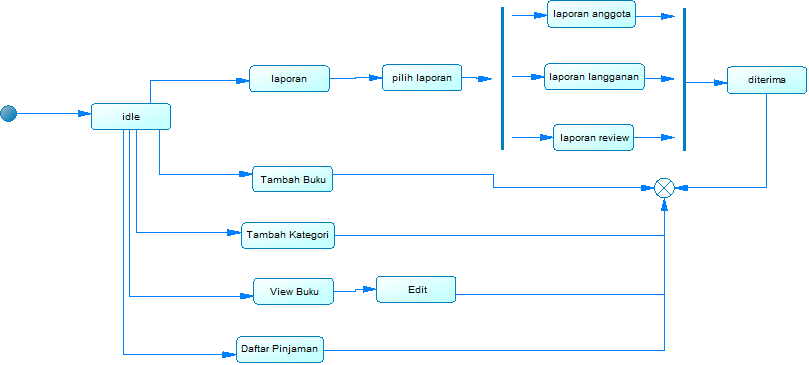 laporan anggota
laporan
pilih laporan
laporan langganan
diterima
idle
laporan review
Tambah Buku
Tambah Kategori
View Buku
Edit
Daftar Pinjaman